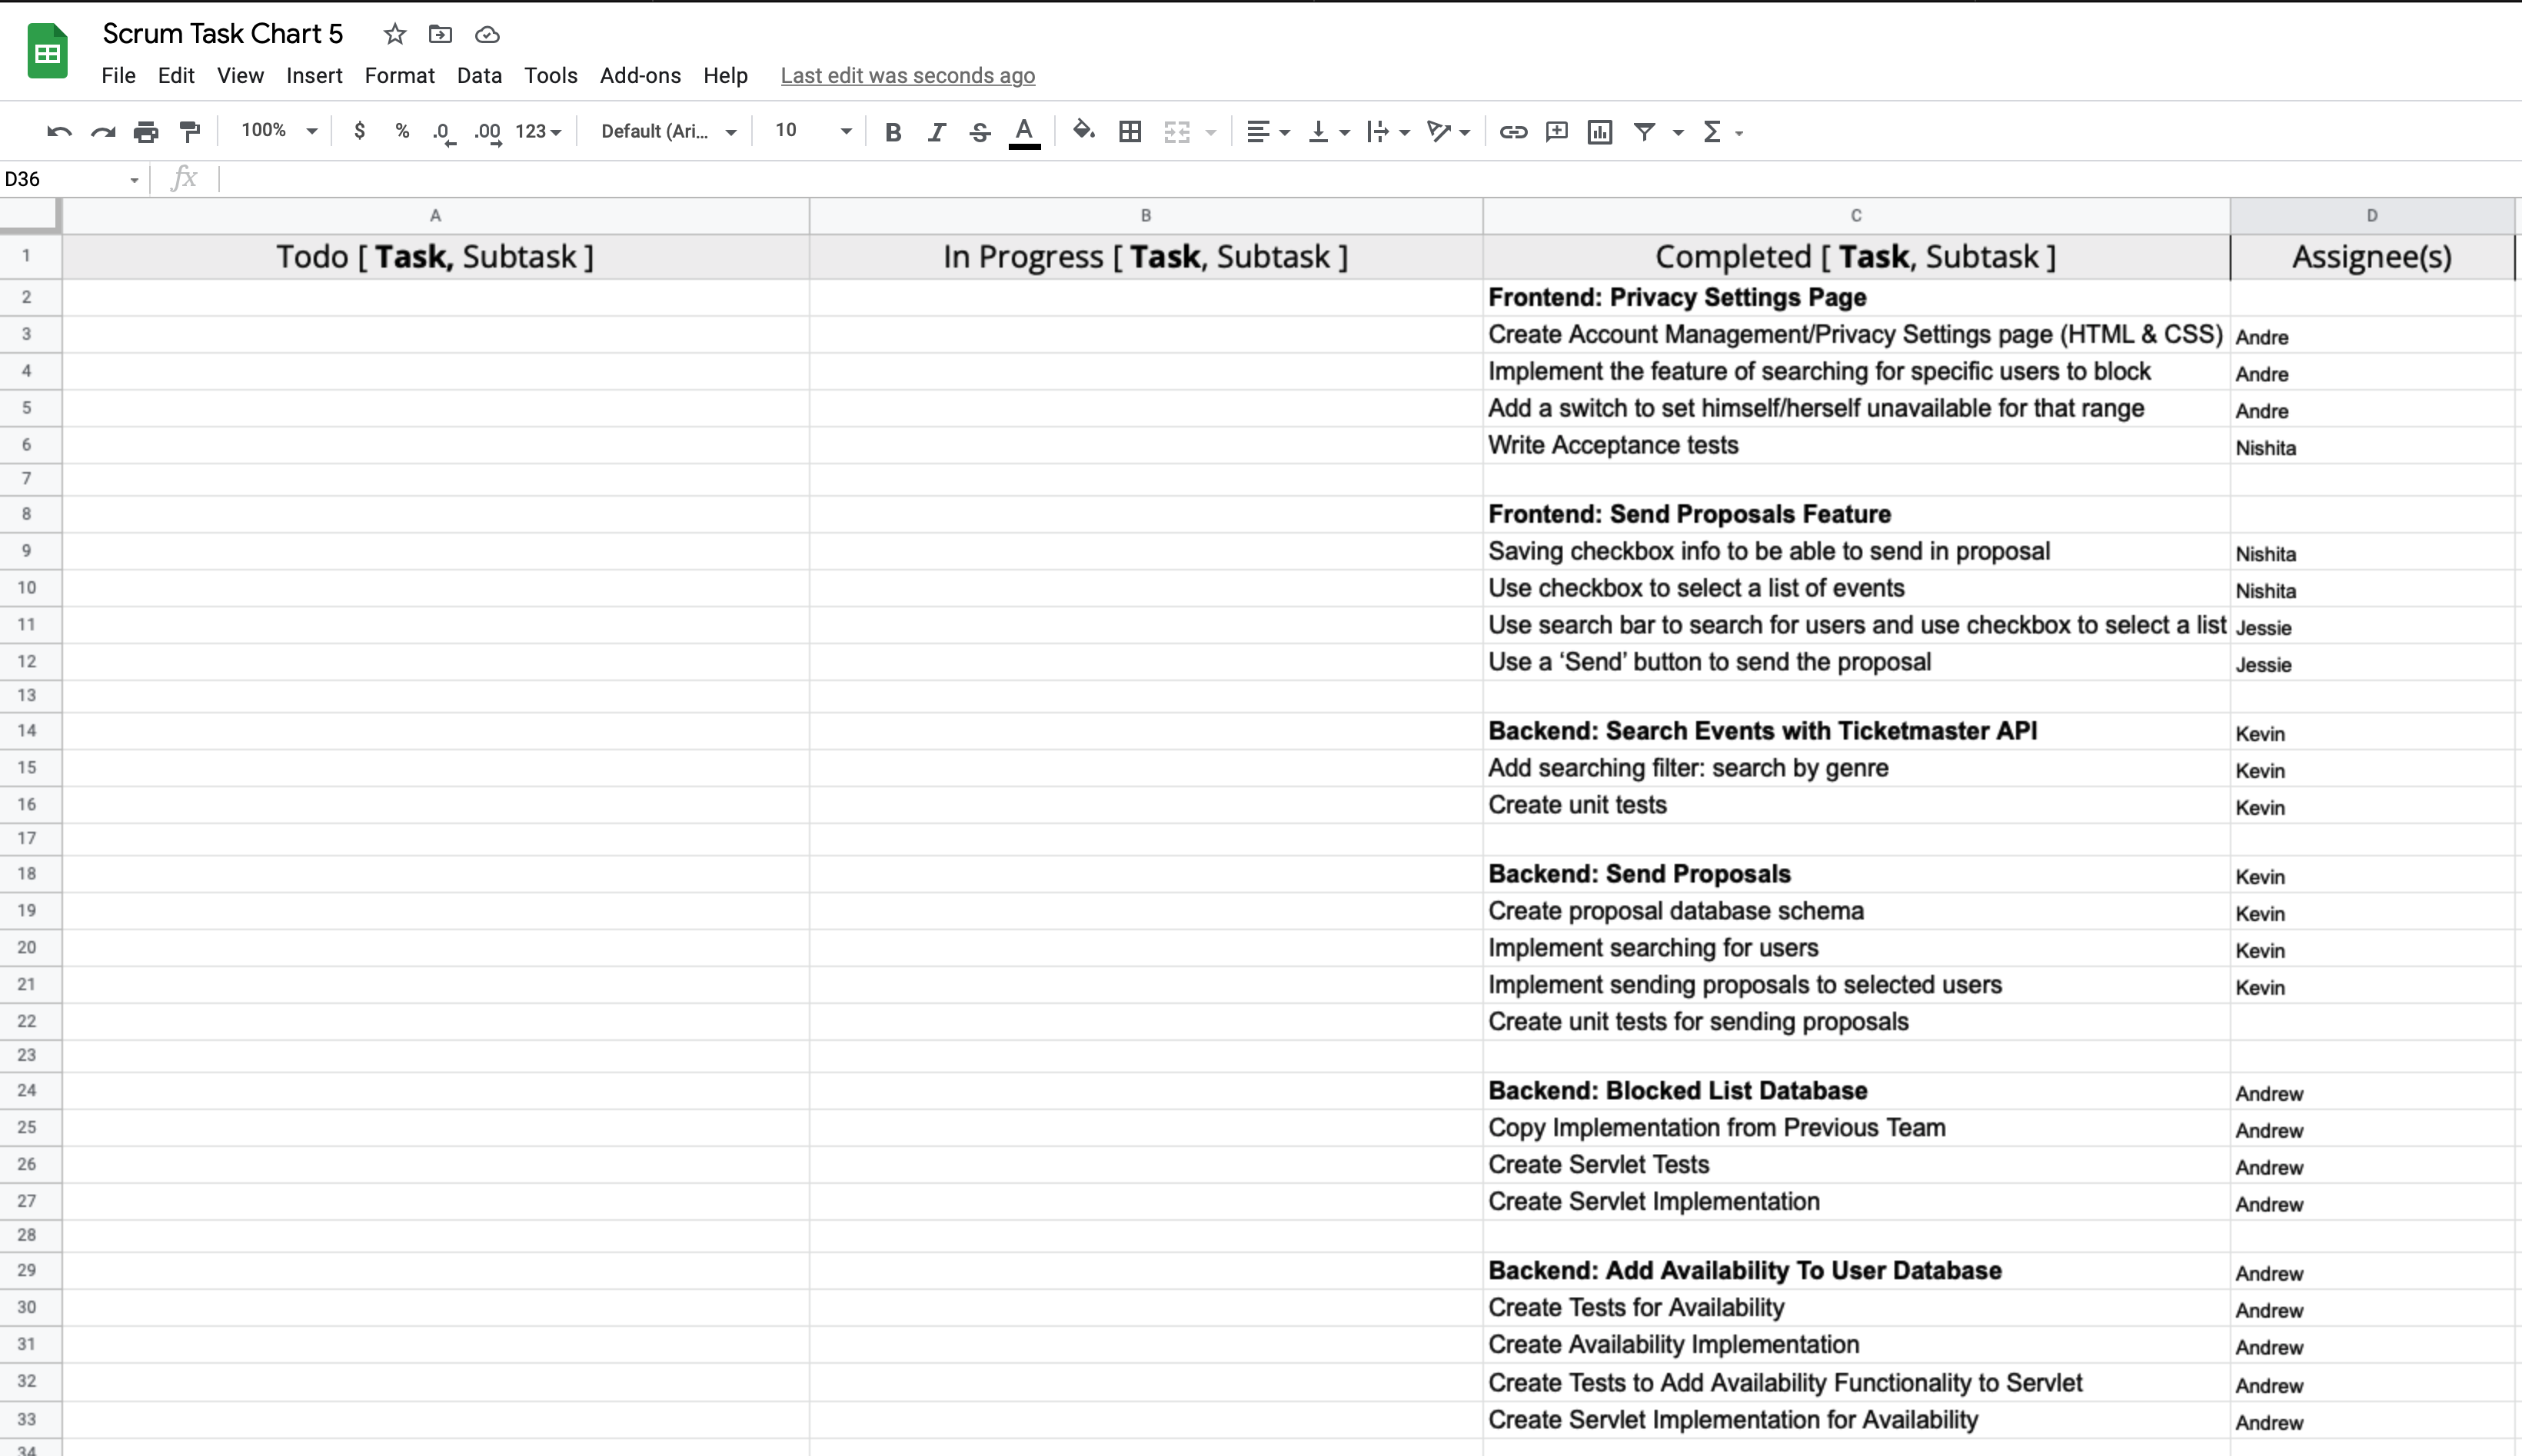 Scrum Task Chart 5
File Edit View Insert Format Data Tools Add-ons Help Last edit was seconds ago
100% $ % .0 .00 123 Default (Ari... 10 B I S A Σ
D36 fx
A B C D
1 Todo [ Task, Subtask ] In Progress [ Task, Subtask ] Completed [ Task, Subtask ] Assignee(s)
2 Frontend: Privacy Settings Page
3 Create Account Management/Privacy Settings page (HTML & CSS) Andre
4 Implement the feature of searching for specific users to block Andre
5 Add a switch to set himself/herself unavailable for that range Andre
6 Write Acceptance tests Nishita
7
8 Frontend: Send Proposals Feature
9 Saving checkbox info to be able to send in proposal Nishita
10 Use checkbox to select a list of events Nishita
11 Use search bar to search for users and use checkbox to select a list Jessie
12 Use a ‘Send’ button to send the proposal Jessie
13
14 Backend: Search Events with Ticketmaster API Kevin
15 Add searching filter: search by genre Kevin
16 Create unit tests Kevin
17
18 Backend: Send Proposals Kevin
19 Create proposal database schema Kevin
20 Implement searching for users Kevin
21 Implement sending proposals to selected users Kevin
22 Create unit tests for sending proposals
23
24 Backend: Blocked List Database Andrew
25 Copy Implementation from Previous Team Andrew
26 Create Servlet Tests Andrew
27 Create Servlet Implementation Andrew
28
29 Backend: Add Availability To User Database Andrew
30 Create Tests for Availability Andrew
31 Create Availability Implementation Andrew
32 Create Tests to Add Availability Functionality to Servlet Andrew
33 Create Servlet Implementation for Availability Andrew
34